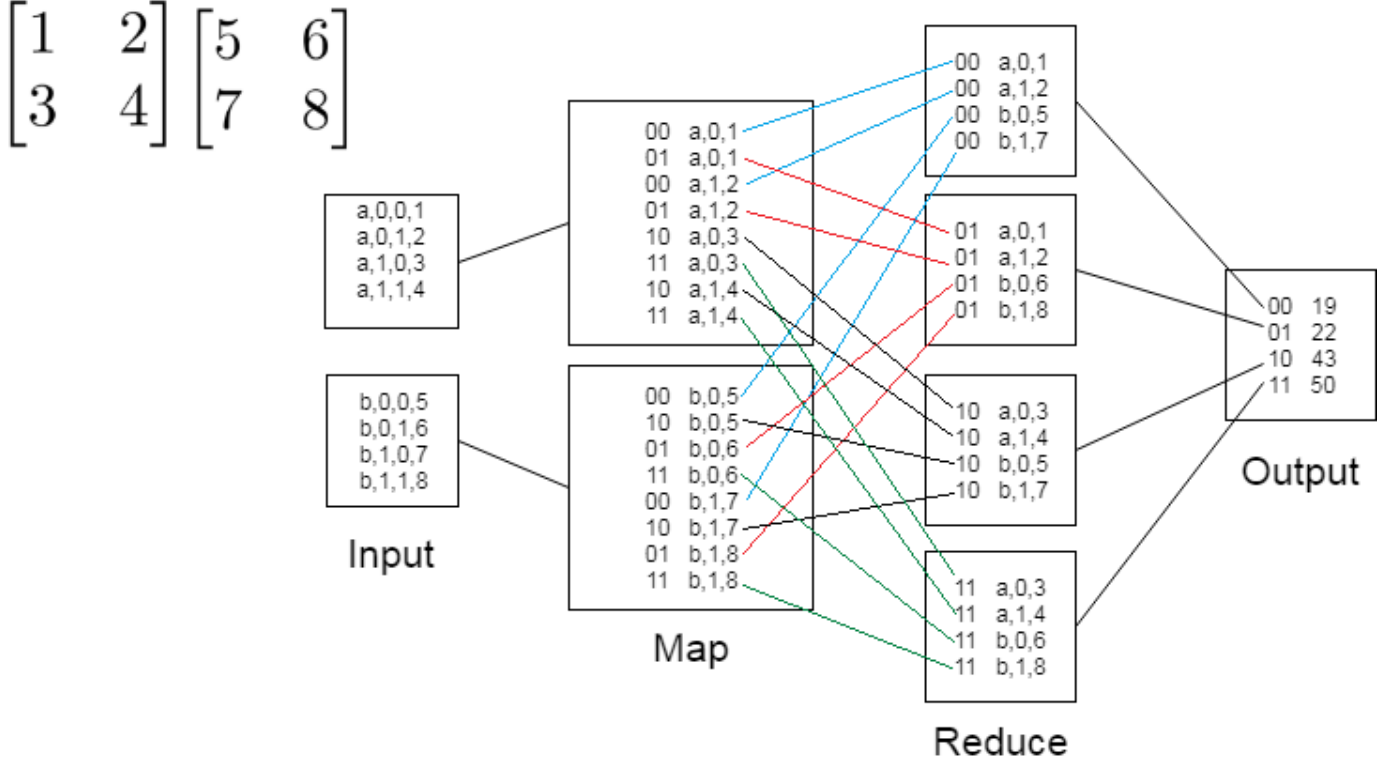 1 2 5 6
3 4 7 8
a,0,0,1
a,0,1,2
a,1,0,3
a,1,1,4
b,0,0,5
b,0,1,6
b,1,0,7
b,1,1,8
Input
00 a,0,1
01 a,0,1
00 a,1,2
01 a,1,2
10 a,0,3
11 a,0,3
10 a,1,4
11 a,1,4
00 b,0,5
10 b,0,5
01 b,0,6
11 b,0,6
00 b,1,7
10 b,1,7
01 b,1,8
11 b,1,8
Map
00 a,0,1
00 a,1,2
00 b,0,5
00 b,1,7
01 a,0,1
01 a,1,2
01 b,0,6
01 b,1,8
10 a,0,3
10 a,1,4
10 b,0,5
10 b,1,7
11 a,0,3
11 a,1,4
11 b,0,6
11 b,1,8
Reduce
00 19
01 22
10 43
11 50
Output